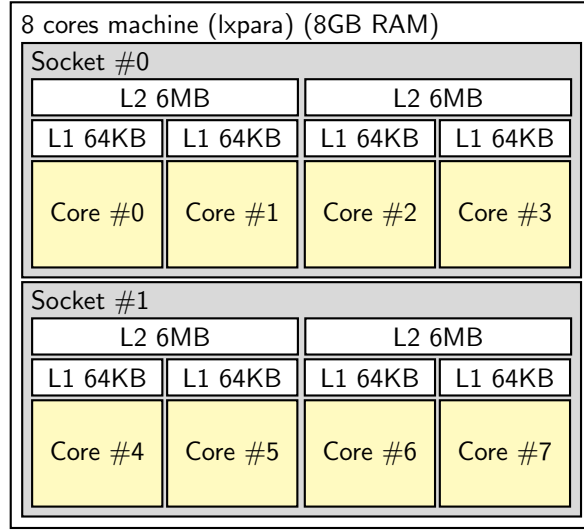 8 cores machine (lxpara) (8GB RAM)
Socket #0
L2 6MB L2 6MB
L1 64KB L1 64KB L1 64KB L1 64KB
Core #0 Core #1 Core #2 Core #3
Socket #1
L2 6MB L2 6MB
L1 64KB L1 64KB L1 64KB L1 64KB
Core #4 Core #5 Core #6 Core #7